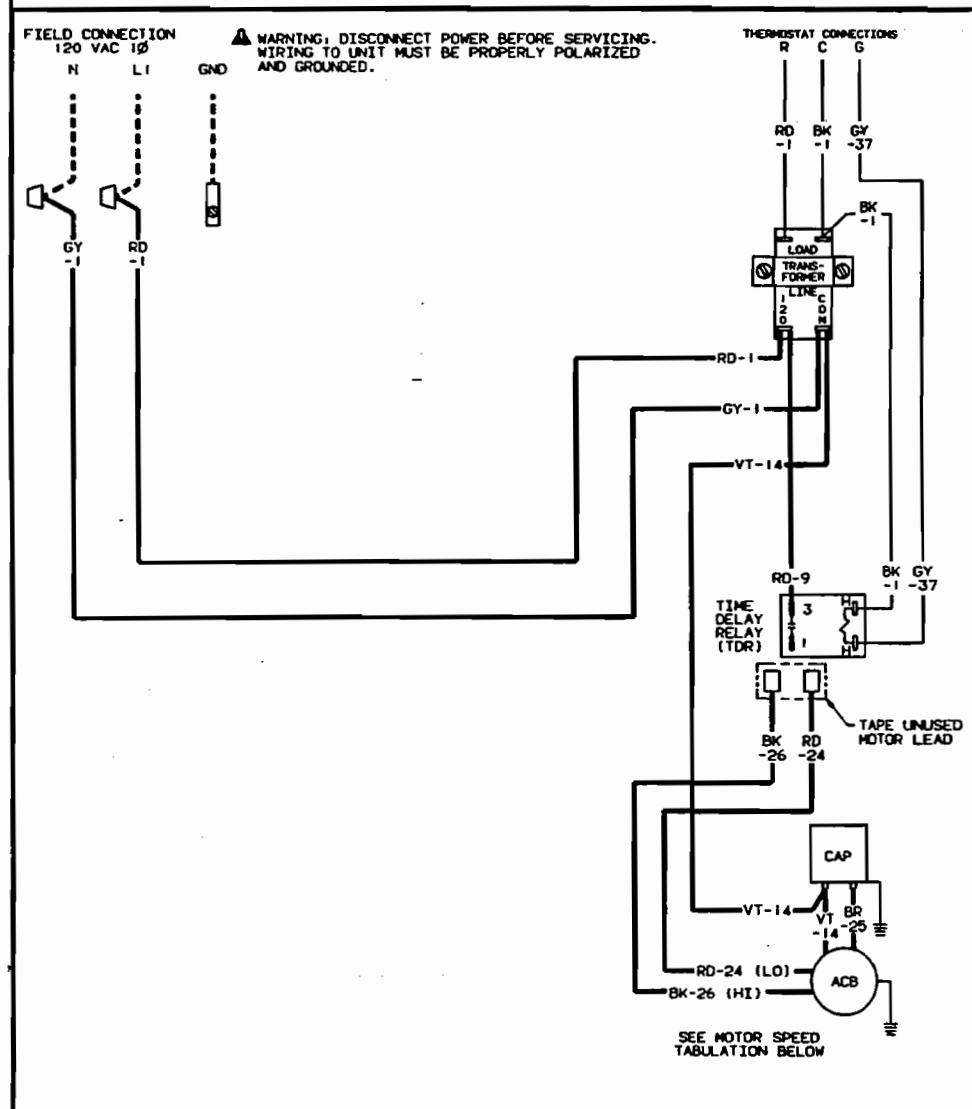 FIELD CONNECTION
120 VAC 1Ø
N L1 GND
⚠ WARNING: DISCONNECT POWER BEFORE SERVICING.
WIRING TO UNIT MUST BE PROPERLY POLARIZED
AND GROUNDED.
THERMOSTAT CONNECTIONS
R C G
RD
-1
BK
-1
GY
-37
BK
-1
GY
-1
RD
-1
LOAD
TRANS-
FORMER
LINE
120
COM
RD-1
GY-1
VT-14
RD-9
BK
-1
GY
-37
TIME
DELAY
RELAY
(TDR)
3
1
H
H
TAPE UNUSED
MOTOR LEAD
BK
-26
RD
-24
CAP
VT-14
VT
-14
BR
-25
RD-24 (LO)
BK-26 (HI)
ACB
SEE MOTOR SPEED
TABULATION BELOW